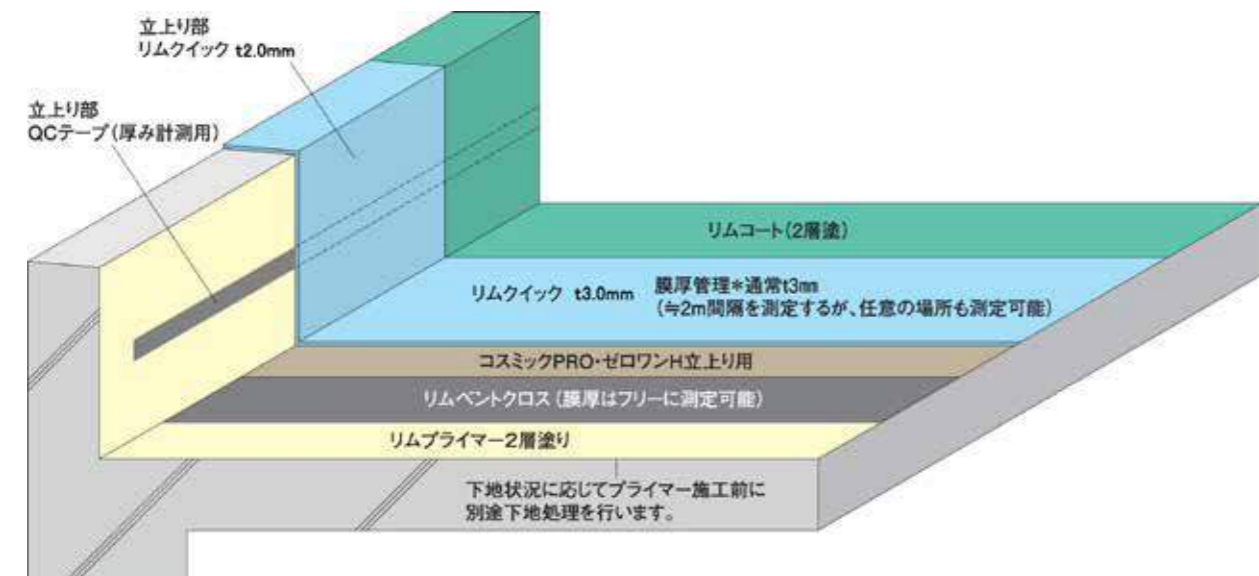 立上り部
リムクイック t2.0mm
立上り部
QCテープ(厚み計測用)
リムコート(2層塗)
リムクイック t3.0mm 膜厚管理*通常t3㎜
(≒2m間隔を測定するが、任意の場所も測定可能)
コスミックPRO・ゼロワンH立上り用
リムベントクロス(膜厚はフリーに測定可能)
リムプライマー2層塗り
下地状況に応じてプライマー施工前に
別途下地処理を行います。